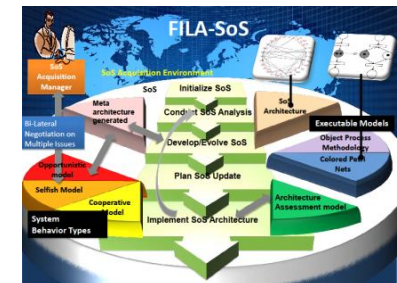 FILA-SoS
SoS
Acquisition
Manager
SoS Acquisition Environment
SoS
Initialize SoS
Meta
architecture
generated
Conduct SoS Analysis
SoS
Architecture
Executable Models
Bi-Lateral
Negotiation on
Multiple Issues
Develop/Evolve SoS
Object Process
Methodology
Colored Petri
Nets
Opportunistic
model
Plan SoS Update
Selfish Model
Cooperative
Model
Architecture
Assessment model
System
Behavior Types
Implement SoS Architecture